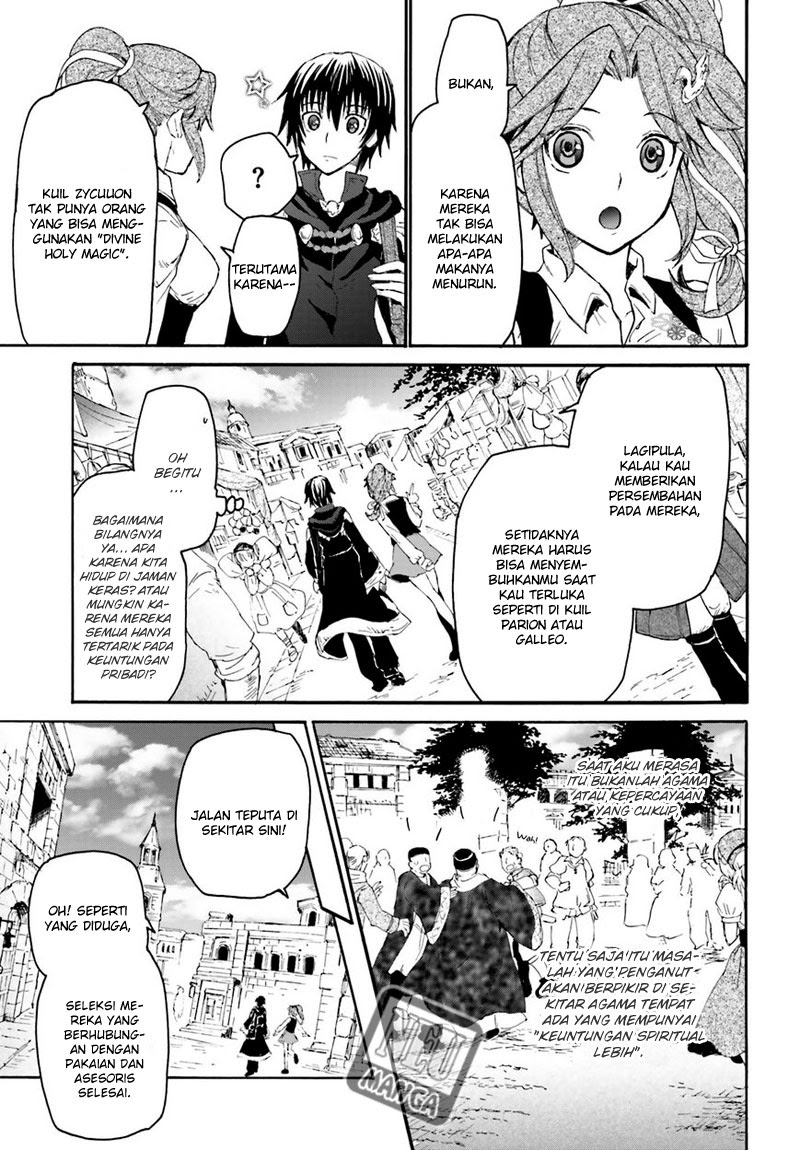 BUKAN,
KARENA
MEREKA
TAK BISA
MELAKUKAN
APA-APA
MAKANYA
MENURUN.
?
TERUTAMA
KARENA--
KUIL ZYCULION
TAK PUNYA ORANG
YANG BISA MENG-
GUNAKAN "DIVINE
HOLY MAGIC".
LAGIPULA,
KALAU KAU
MEMBERIKAN
PERSEMBAHAN
PADA MEREKA,
SETIDAKNYA
MEREKA HARUS
BISA MENYEM-
BUHKANMU SAAT
KAU TERLUKA
SEPERTI DI KUIL
PARION ATAU
GALLEO.
OH
BEGITU
...
BAGAIMANA
BILANGNYA
YA... APA
KARENA KITA
HIDUP DI JAMAN
KERAS? ATAU
MUNGKIN KA-
RENA MEREKA
SEMUA HANYA
TERTARIK PADA
KEUNTUNGAN
PRIBADI?
SAAT AKU MERASA
ITU BUKANLAH AGAMA
ATAU KEPERCAYAAN
YANG CUKUP,
Wah!
TENTU SAJA ITU MASA-
LAH YANG PENGANUT
AKAN BERPIKIR DI SE-
KITAR AGAMA TEMPAT
ADA YANG MEMPUNYAI
"KEUNTUNGAN SPIRITUAL
LEBIH".
JALAN TEPUTA DI
SEKITAR SINI!
OH! SEPERTI
YANG DIDUGA,
SELEKSI ME-
REKA YANG
BERHUBUNG-
AN DENGAN
PAKAIAN DAN
ASESORIS
SELESAI.
MANGA